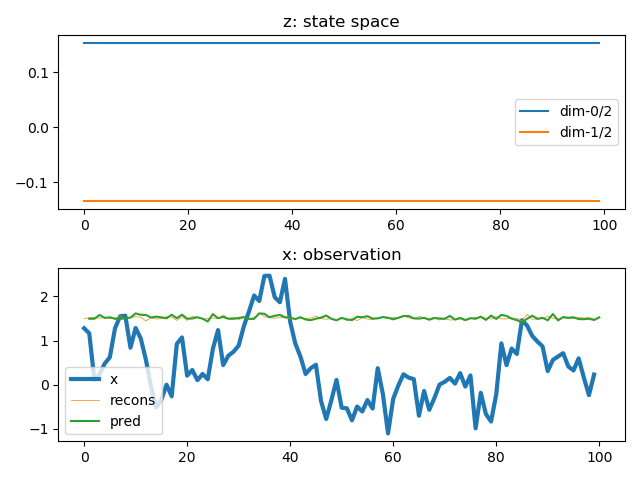 z: state space
0.1
0.0
−0.1
dim-0/2
dim-1/2
0 20 40 60 80 100
x: observation
2
1
0
−1
x
recons
pred
0 20 40 60 80 100